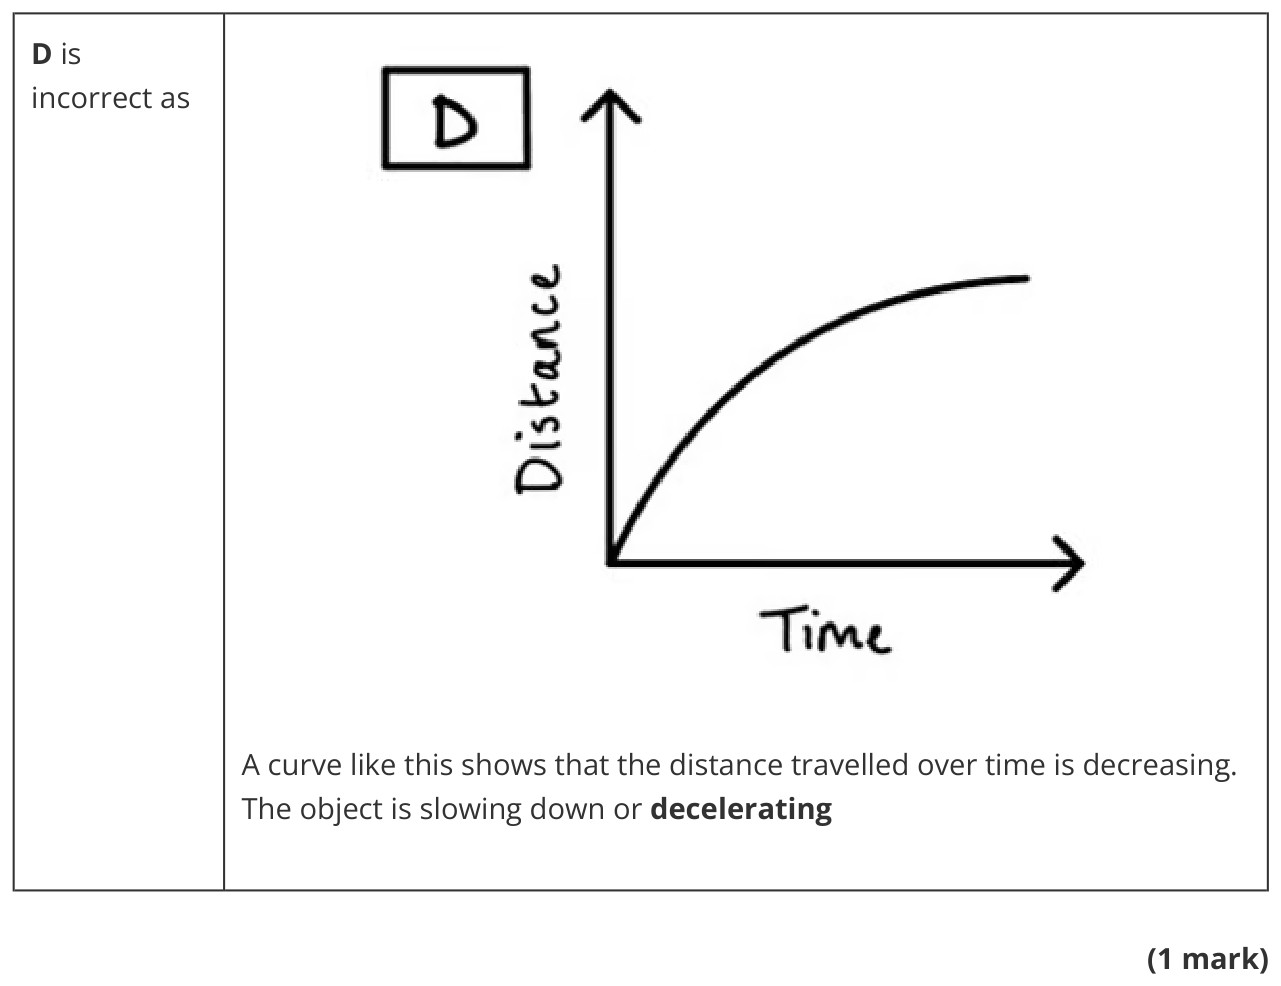 D is
incorrect as
D
Distance
Time
A curve like this shows that the distance travelled over time is decreasing.
The object is slowing down or decelerating
(1 mark)